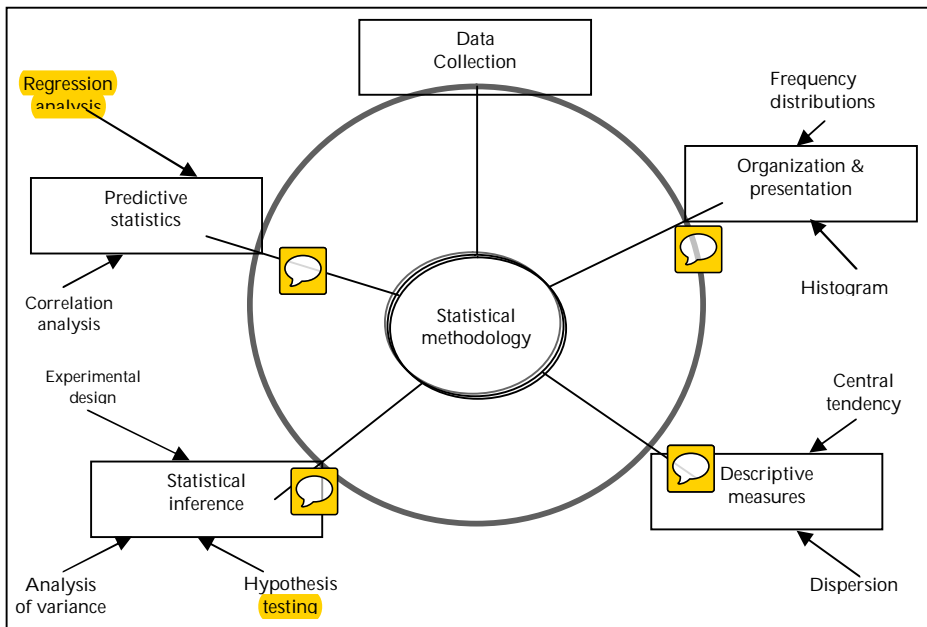 Data
Collection
Regression
analysis
Frequency
distributions
Organization &
presentation
Predictive
statistics
Histogram
Correlation
analysis
Statistical
methodology
Experimental
design
Central
tendency
Statistical
inference
Descriptive
measures
Analysis
of variance
Hypothesis
testing
Dispersion